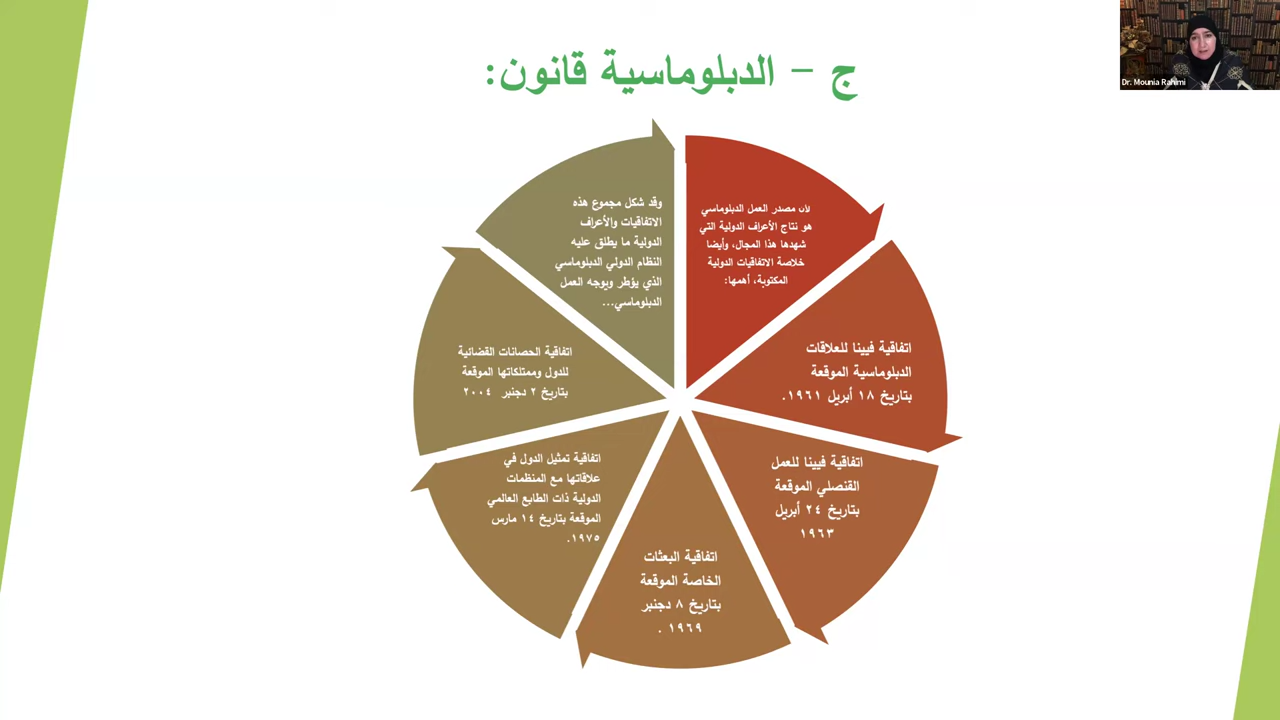 ج – الدبلوماسية قانون:
Dr. Mounia Rahimi
لأن مصدر العمل الدبلوماسي
هو نتاج الأعراف الدولية التي
شهدها هذا المجال، وأيضا
خلاصة الاتفاقيات الدولية
المكتوبة، أهمها:
اتفاقية فيينا للعلاقات
الدبلوماسية الموقعة
بتاريخ ١٨ أبريل ١٩٦١.
اتفاقية فيينا للعمل
القنصلي الموقعة
بتاريخ ٢٤ أبريل
١٩٦٣
اتفاقية البعثات
الخاصة الموقعة
بتاريخ ٨ دجنبر
١٩٦٩ .
اتفاقية تمثيل الدول في
علاقاتها مع المنظمات
الدولية ذات الطابع العالمي
الموقعة بتاريخ ١٤ مارس
١٩٧٥.
اتفاقية الحصانات القضائية
للدول وممتلكاتها الموقعة
بتاريخ ٢ دجنبر ٢٠٠٤
وقد شكل مجموع هذه
الاتفاقيات والأعراف
الدولية ما يطلق عليه
النظام الدولي الدبلوماسي
الذي يؤطر ويوجه العمل
الدبلوماسي...